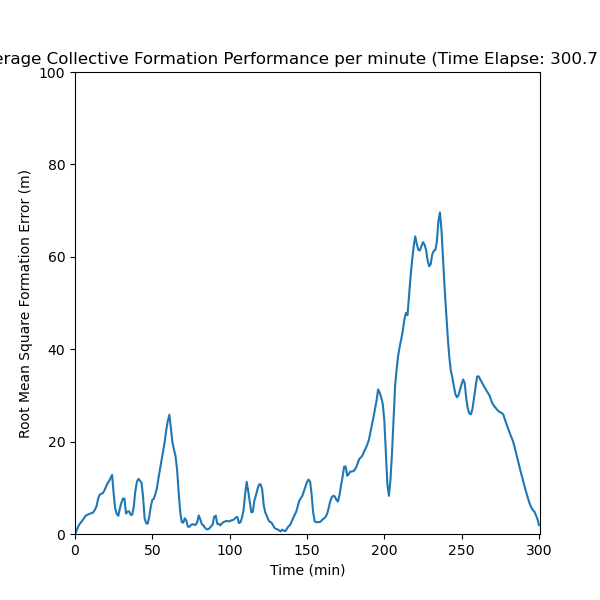 erage Collective Formation Performance per minute (Time Elapse: 300.7
100
80
60
40
20
0
Root Mean Square Formation Error (m)
0 50 100 150 200 250 300
Time (min)